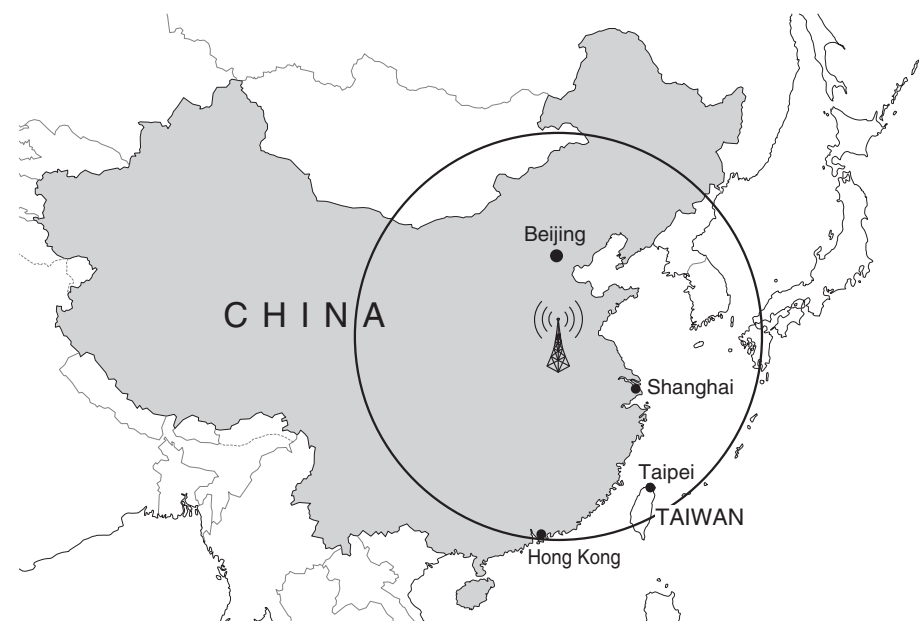 Beijing
CHINA
Shanghai
Taipei
TAIWAN
Hong Kong